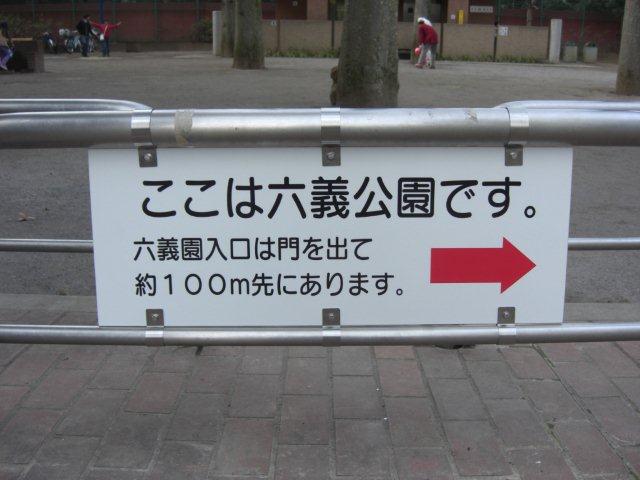 ここは六義公園です。
六義園入口は門を出て
約100m先にあります。